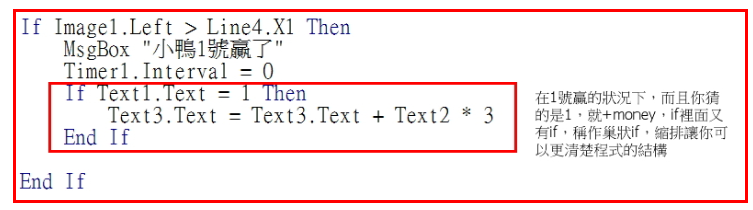 If Image1.Left > Line4.X1 Then
MsgBox "小鴨1號贏了"
Timer1.Interval = 0
If Text1.Text = 1 Then
Text3.Text = Text3.Text + Text2 * 3
End If
End If
在1號贏的狀況下，而且你猜
的是1，就+money，if裡面又
有if，稱作巢狀if，縮排讓你可
以更清楚程式的結構